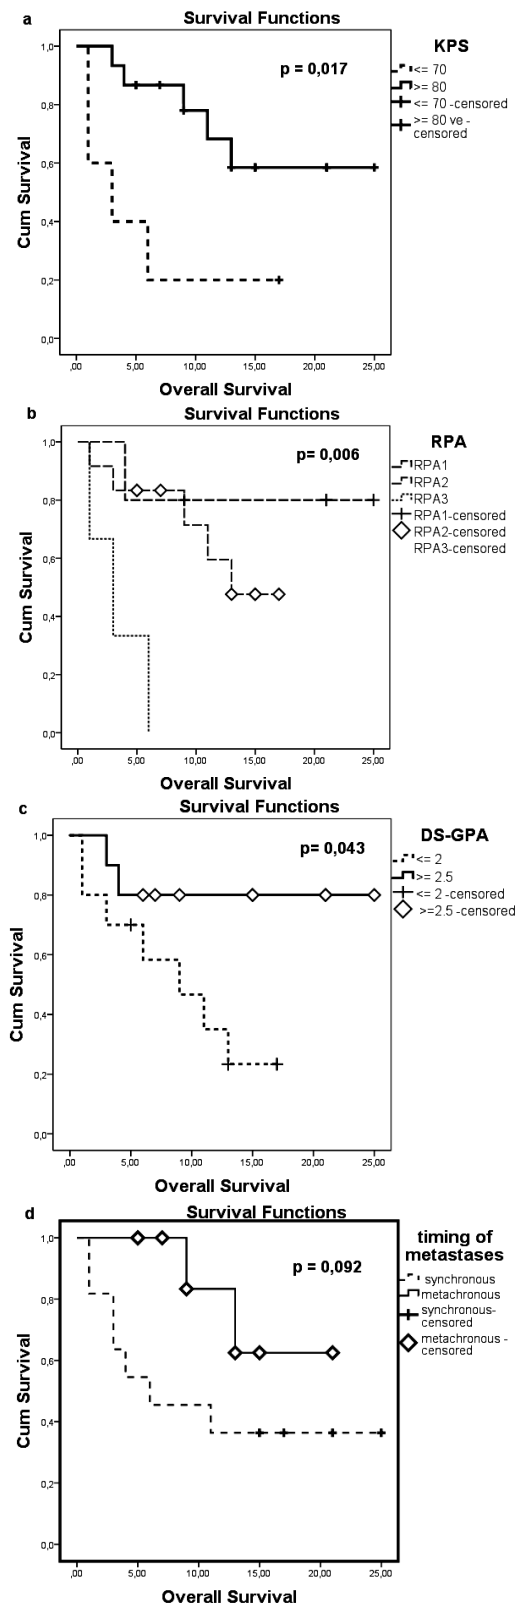 a
Survival Functions
p = 0,017
KPS
<= 70
>= 80
<= 70 -censored
>= 80 ve -
censored
Cum Survival
1,0
0,8
0,6
0,4
0,2
0,0
,00 5,00 10,00 15,00 20,00 25,00
Overall Survival
b
Survival Functions
p= 0,006
RPA
RPA1
RPA2
RPA3
RPA1-censored
RPA2-censored
RPA3-censored
Cum Survival
1,0
0,8
0,6
0,4
0,2
0,0
,00 5,00 10,00 15,00 20,00 25,00
Overall Survival
c
Survival Functions
p= 0,043
DS-GPA
<= 2
>= 2.5
<= 2 -censored
>=2.5 -censored
Cum Survival
1,0
0,8
0,6
0,4
0,2
0,0
,00 5,00 10,00 15,00 20,00 25,00
Overall Survival
d
Survival Functions
p = 0,092
timing of
metastases
synchronous
metachronous
synchronous-
censored
metachronous -
censored
Cum Survival
1,0
0,8
0,6
0,4
0,2
0,0
,00 5,00 10,00 15,00 20,00 25,00
Overall Survival